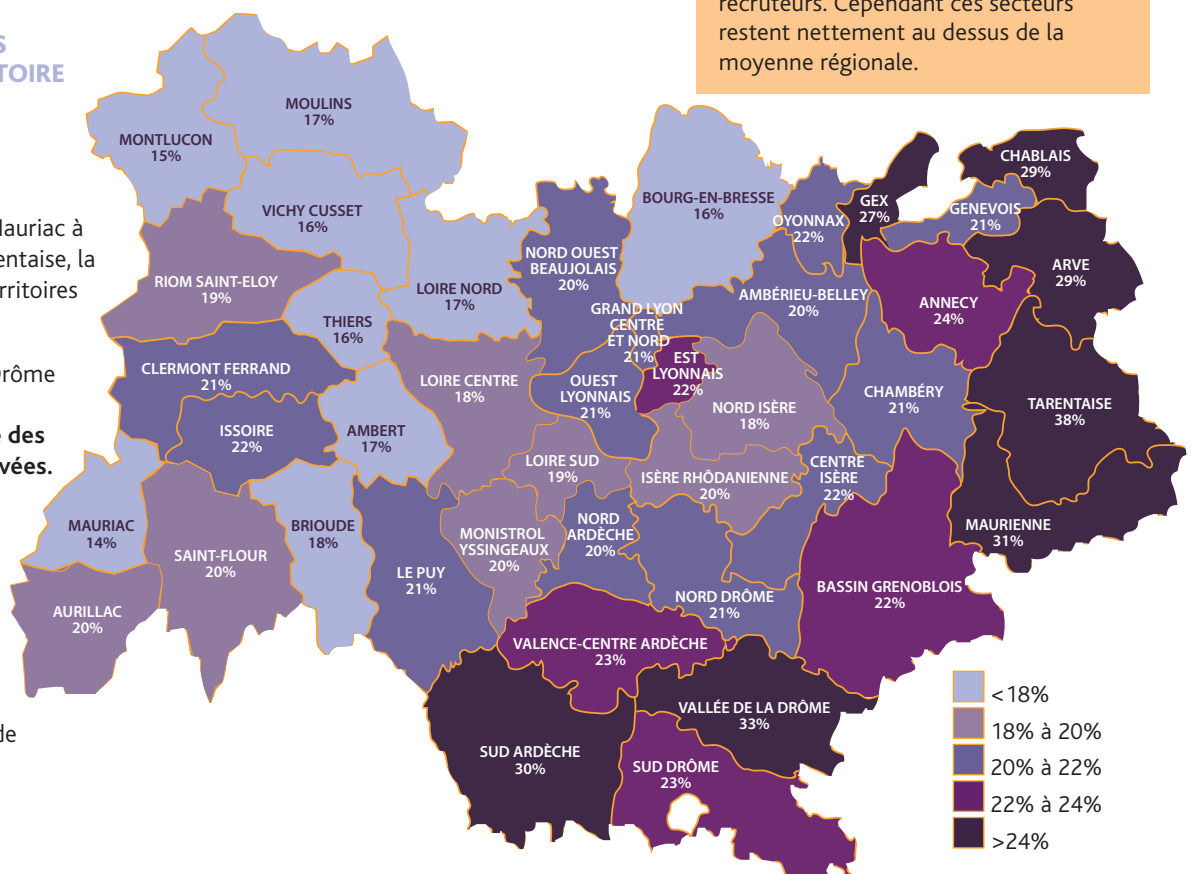 recruteurs. Cependant ces secteurs
restent nettement au dessus de la
moyenne régionale.
S
TOIRE
Mauriac à
entaise, la
rritoires
Drôme
e des
vées.
de
MOULINS
17%
MONTLUCON
15%
VICHY CUSSET
16%
RIOM SAINT-ELOY
19%
THIERS
16%
LOIRE NORD
17%
NORD OUEST
BEAUJOLAIS
20%
BOURG-EN-BRESSE
16%
OYONNAX
22%
GEX
27%
CHABLAIS
29%
GENEVOIS
21%
ARVE
29%
ANNECY
24%
AMBÉRIEU-BELLEY
20%
GRAND LYON
CENTRE
ET NORD
21%
EST
LYONNAIS
22%
OUEST
LYONNAIS
21%
CLERMONT FERRAND
21%
LOIRE CENTRE
18%
NORD ISÈRE
18%
CHAMBÉRY
21%
TARENTAISE
38%
ISSOIRE
22%
AMBERT
17%
LOIRE SUD
19%
ISÈRE RHÔDANIENNE
20%
CENTRE
ISÈRE
22%
MAURIAC
14%
SAINT-FLOUR
20%
BRIOUDE
18%
MONISTROL
YSSINGEAUX
20%
NORD
ARDÈCHE
20%
MAURIENNE
31%
LE PUY
21%
NORD DRÔME
21%
BASSIN GRENOBLOIS
22%
AURILLAC
20%
VALENCE-CENTRE ARDÈCHE
23%
VALLÉE DE LA DRÔME
33%
SUD ARDÈCHE
30%
SUD DRÔME
23%
<18%
18% à 20%
20% à 22%
22% à 24%
>24%